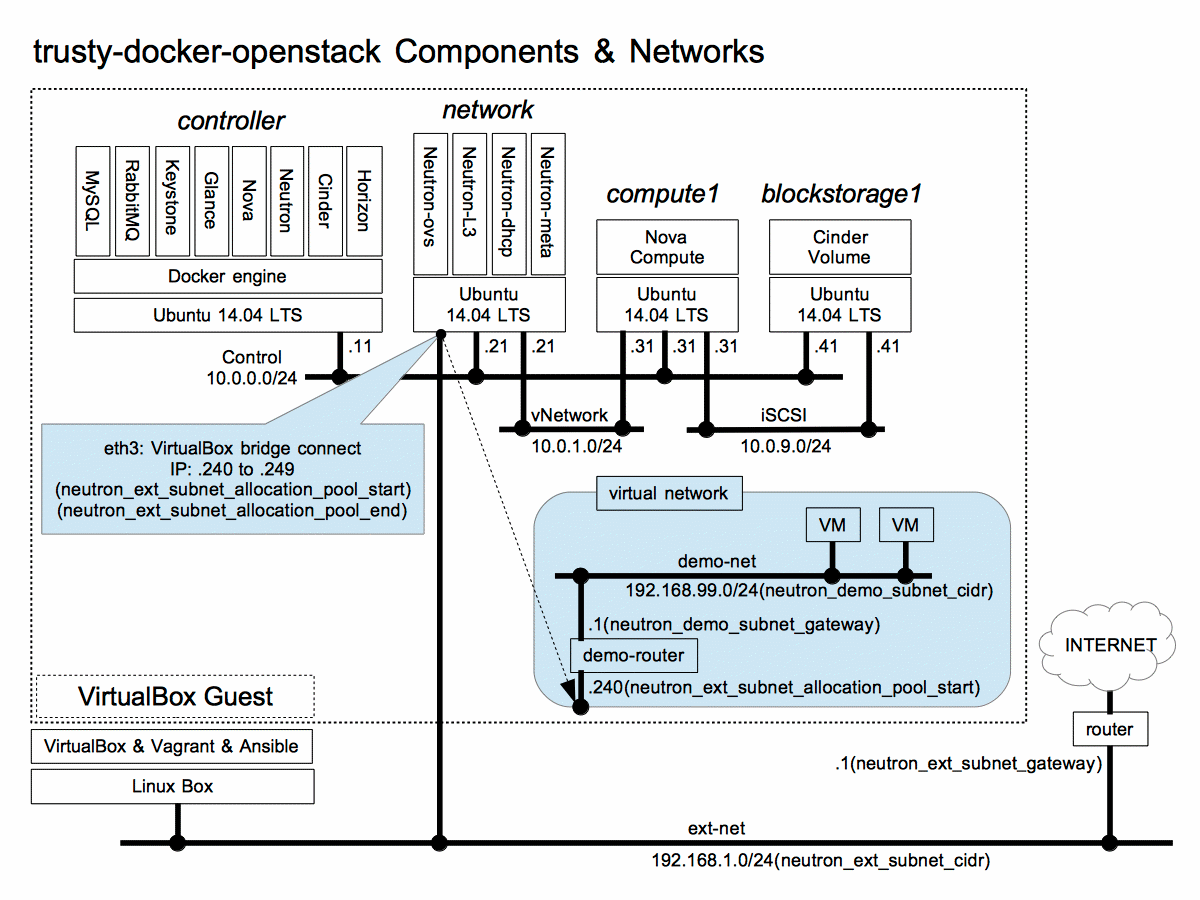 trusty-docker-openstack Components & Networks
controller
network
compute1
blockstorage1
MySQL
RabbitMQ
Keystone
Glance
Nova
Neutron
Cinder
Horizon
Docker engine
Ubuntu 14.04 LTS
Neutron-ovs
Neutron-L3
Neutron-dhcp
Neutron-meta
Ubuntu
14.04 LTS
Nova
Compute
Ubuntu
14.04 LTS
Cinder
Volume
Ubuntu
14.04 LTS
.11
.21
.21
.31
.31
.31
.41
.41
Control
10.0.0.0/24
vNetwork
10.0.1.0/24
iSCSI
10.0.9.0/24
eth3: VirtualBox bridge connect
IP: .240 to .249
(neutron_ext_subnet_allocation_pool_start)
(neutron_ext_subnet_allocation_pool_end)
virtual network
VM
VM
demo-net
192.168.99.0/24(neutron_demo_subnet_cidr)
.1(neutron_demo_subnet_gateway)
demo-router
.240(neutron_ext_subnet_allocation_pool_start)
INTERNET
router
.1(neutron_ext_subnet_gateway)
VirtualBox Guest
VirtualBox & Vagrant & Ansible
Linux Box
ext-net
192.168.1.0/24(neutron_ext_subnet_cidr)